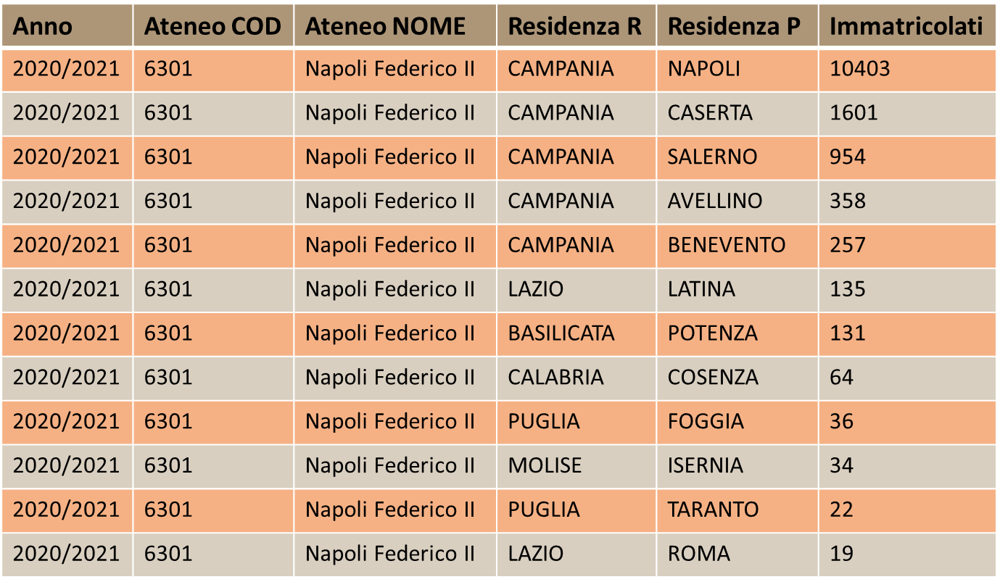 Anno Ateneo COD Ateneo NOME Residenza R Residenza P Immatricolati
2020/2021 6301 Napoli Federico II CAMPANIA NAPOLI 10403
2020/2021 6301 Napoli Federico II CAMPANIA CASERTA 1601
2020/2021 6301 Napoli Federico II CAMPANIA SALERNO 954
2020/2021 6301 Napoli Federico II CAMPANIA AVELLINO 358
2020/2021 6301 Napoli Federico II CAMPANIA BENEVENTO 257
2020/2021 6301 Napoli Federico II LAZIO LATINA 135
2020/2021 6301 Napoli Federico II BASILICATA POTENZA 131
2020/2021 6301 Napoli Federico II CALABRIA COSENZA 64
2020/2021 6301 Napoli Federico II PUGLIA FOGGIA 36
2020/2021 6301 Napoli Federico II MOLISE ISERNIA 34
2020/2021 6301 Napoli Federico II PUGLIA TARANTO 22
2020/2021 6301 Napoli Federico II LAZIO ROMA 19